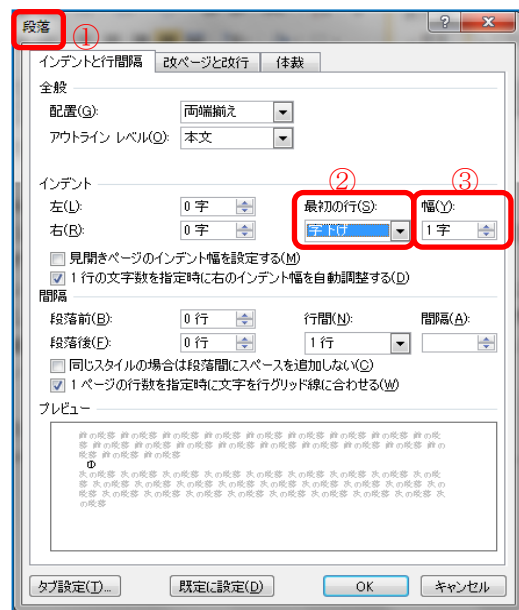 段落
①
インデントと行間隔 改ページと改行 体裁
全般
配置(G): 両端揃え
アウトライン レベル(O): 本文
インデント ② ③
左(L): 0 字 最初の行(S): 幅(Y):
右(R): 0 字 字下げ 1 字
見開きページのインデント幅を設定する(M)
1 行の文字数を指定時に右のインデント幅を自動調整する(D)
間隔
段落前(B): 0 行 行間(N): 間隔(A):
段落後(F): 0 行 1 行
同じスタイルの場合は段落間にスペースを追加しない(C)
1 ページの行数を指定時に文字を行グリッド線に合わせる(W)
プレビュー
タブ設定(T)... 既定に設定(D) OK キャンセル